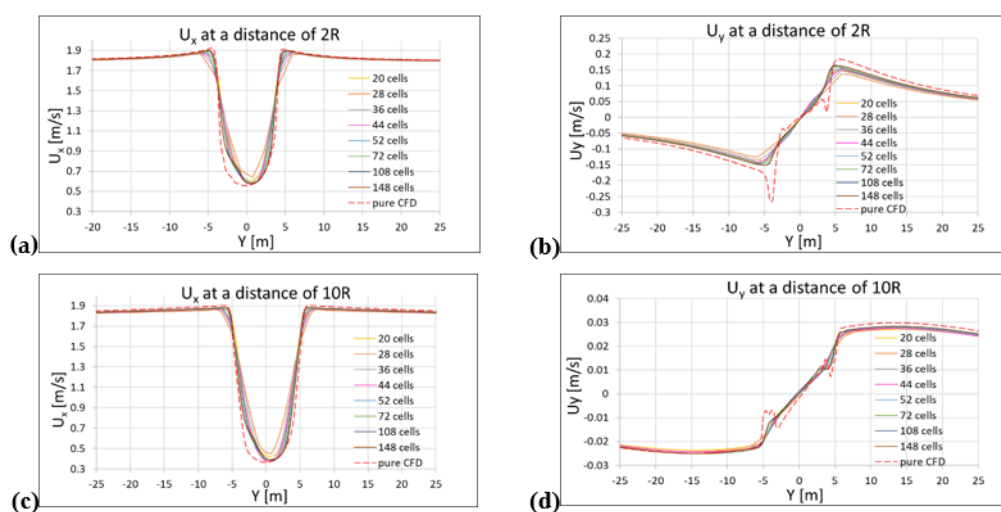 Uₓ at a distance of 2R
Uₓ [m/s]
1.9
1.7
1.5
1.3
1.1
0.9
0.7
0.5
0.3
-20 -15 -10 -5 0 5 10 15 20 25
Y [m]
20 cells
28 cells
36 cells
44 cells
52 cells
72 cells
108 cells
148 cells
pure CFD
(a)
U_y at a distance of 2R
Uy [m/s]
0.25
0.2
0.15
0.1
0.05
0
-0.05
-0.1
-0.15
-0.2
-0.25
-0.3
-25 -20 -15 -10 -5 0 5 10 15 20 25
Y [m]
20 cells
28 cells
36 cells
44 cells
52 cells
72 cells
108 cells
148 cells
pure CFD
(b)
Uₓ at a distance of 10R
Uₓ [m/s]
1.9
1.7
1.5
1.3
1.1
0.9
0.7
0.5
0.3
-25 -20 -15 -10 -5 0 5 10 15 20 25
Y [m]
20 cells
28 cells
36 cells
44 cells
52 cells
72 cells
108 cells
148 cells
pure CFD
(c)
U_y at a distance of 10R
Uy [m/s]
0.04
0.03
0.02
0.01
0
-0.01
-0.02
-0.03
-25 -20 -15 -10 -5 0 5 10 15 20 25
Y [m]
20 cells
28 cells
36 cells
44 cells
52 cells
72 cells
108 cells
148 cells
pure CFD
(d)